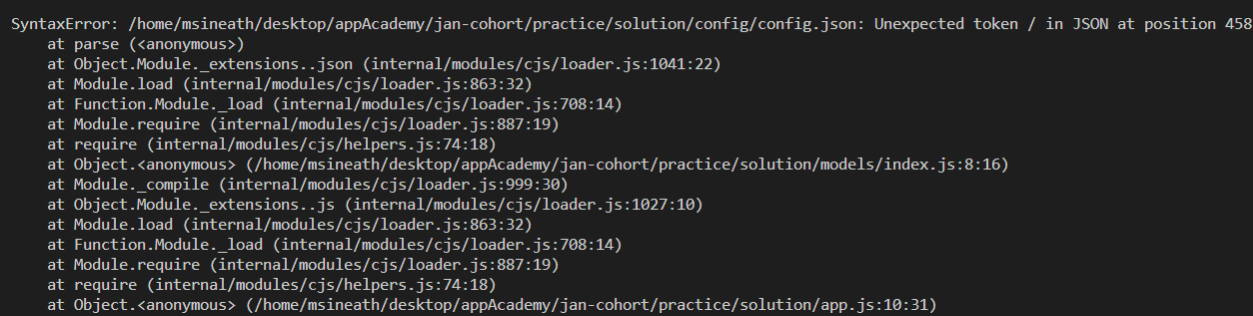 SyntaxError: /home/msineath/desktop/appAcademy/jan-cohort/practice/solution/config/config.json: Unexpected token / in JSON at position 458
    at parse (<anonymous>)
    at Object.Module._extensions..json (internal/modules/cjs/loader.js:1041:22)
    at Module.load (internal/modules/cjs/loader.js:863:32)
    at Function.Module._load (internal/modules/cjs/loader.js:708:14)
    at Module.require (internal/modules/cjs/loader.js:887:19)
    at require (internal/modules/cjs/helpers.js:74:18)
    at Object.<anonymous> (/home/msineath/desktop/appAcademy/jan-cohort/practice/solution/models/index.js:8:16)
    at Module._compile (internal/modules/cjs/loader.js:999:30)
    at Object.Module._extensions..js (internal/modules/cjs/loader.js:1027:10)
    at Module.load (internal/modules/cjs/loader.js:863:32)
    at Function.Module._load (internal/modules/cjs/loader.js:708:14)
    at Module.require (internal/modules/cjs/loader.js:887:19)
    at require (internal/modules/cjs/helpers.js:74:18)
    at Object.<anonymous> (/home/msineath/desktop/appAcademy/jan-cohort/practice/solution/app.js:10:31)